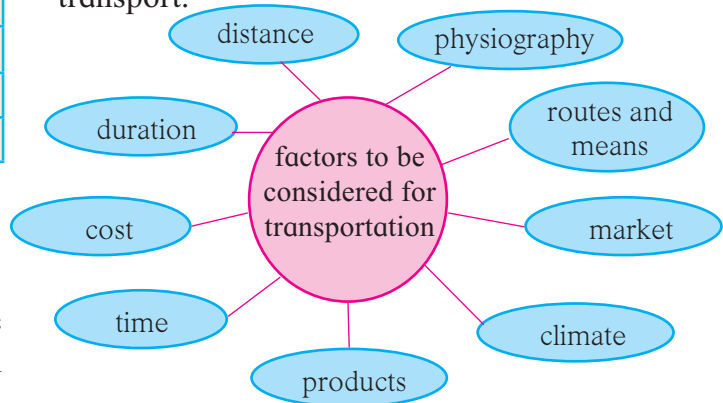 transport.
distance
physiography
duration
routes and
means
factors to be
considered for
transportation
cost
market
time
climate
products